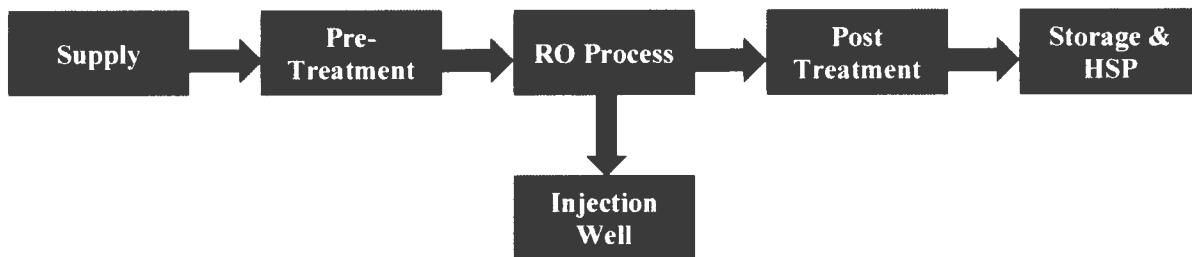 Supply
Pre-
Treatment
RO Process
Post
Treatment
Storage &
HSP
Injection
Well